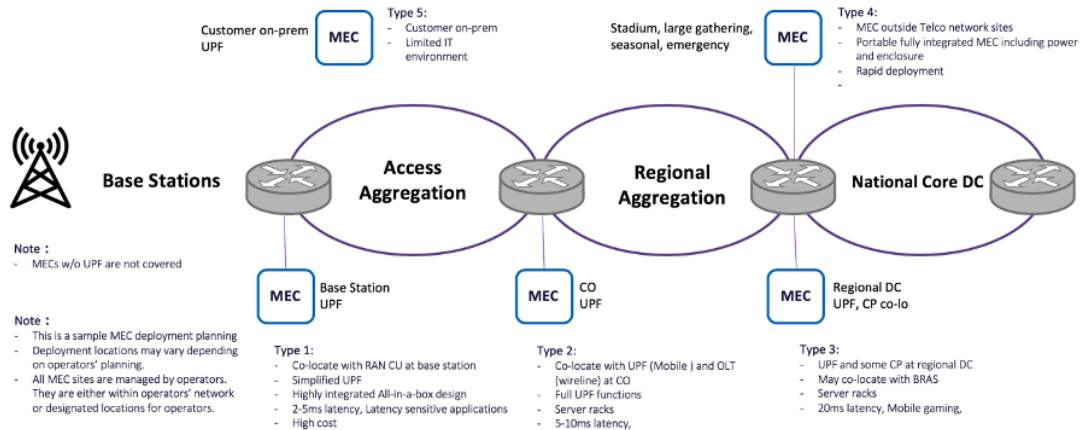 Customer on-prem
UPF
MEC
Type 5:
- Customer on-prem
- Limited IT
environment
Stadium, large gathering,
seasonal, emergency
MEC
Type 4:
- MEC outside Telco network sites
- Portable fully integrated MEC including power
and enclosure
- Rapid deployment
-
Base Stations
Access
Aggregation
Regional
Aggregation
National Core DC
Note：
- MECs w/o UPF are not covered
MEC
Base Station
UPF
MEC
CO
UPF
MEC
Regional DC
UPF, CP co-lo
Note：
- This is a sample MEC deployment planning
- Deployment locations may vary depending
on operators' planning.
- All MEC sites are managed by operators.
They are either within operators' network
or designated locations for operators.
Type 1:
- Co-locate with RAN CU at base station
- Simplified UPF
- Highly integrated All-in-a-box design
- 2-5ms latency, Latency sensitive applications
- High cost
Type 2:
- Co-locate with UPF (Mobile ) and OLT
(wireline) at CO
- Full UPF functions
- Server racks
- 5-10ms latency,
Type 3:
- UPF and some CP at regional DC
- May co-locate with BRAS
- Server racks
- 20ms latency, Mobile gaming,